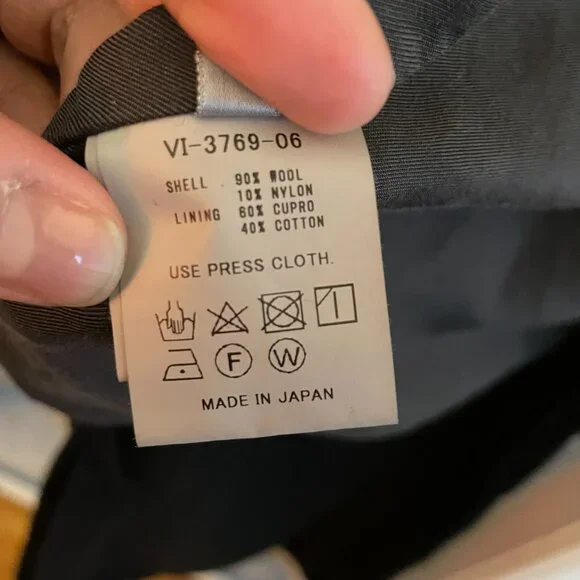 VI-3769-06
SHELL 90% WOOL
10% NYLON
LINING 60% CUPRO
40% COTTON
USE PRESS CLOTH.
F W
MADE IN JAPAN